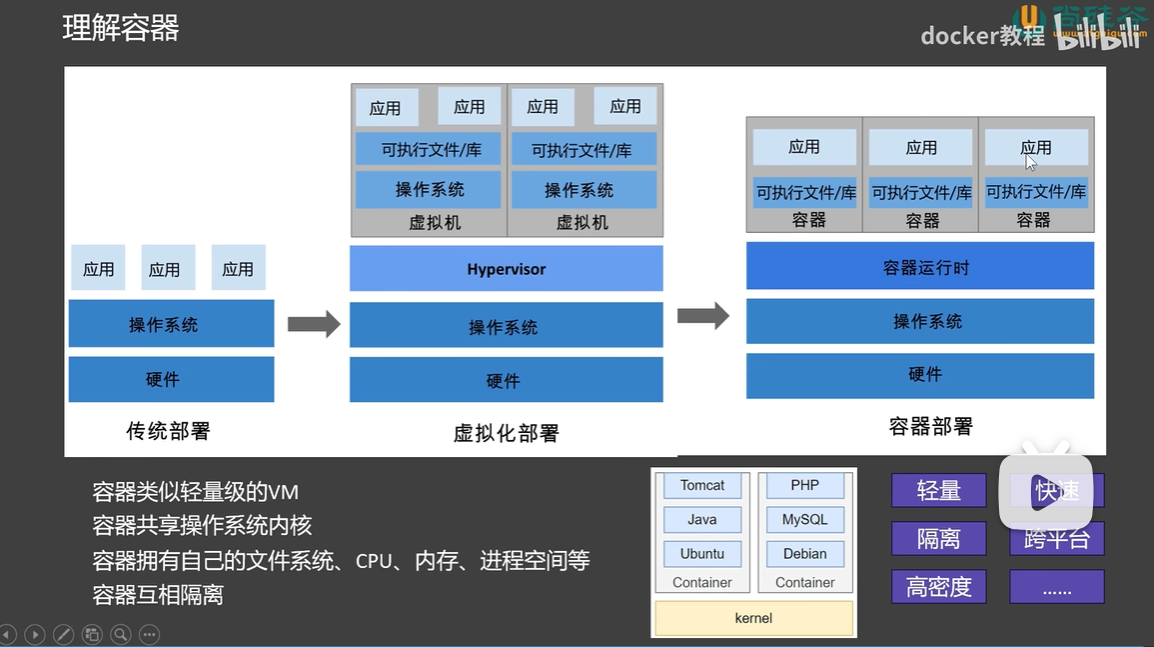 理解容器
docker教程
尚硅谷
bilibili
应用 应用 应用
操作系统
硬件
传统部署
应用 应用 应用 应用
可执行文件/库 可执行文件/库
操作系统 操作系统
虚拟机 虚拟机
Hypervisor
操作系统
硬件
虚拟化部署
应用 应用 应用
可执行文件/库 可执行文件/库 可执行文件/库
容器 容器 容器
容器运行时
操作系统
硬件
容器部署
容器类似轻量级的VM
容器共享操作系统内核
容器拥有自己的文件系统、CPU、内存、进程空间等
容器互相隔离
Tomcat PHP
Java MySQL
Ubuntu Debian
Container Container
kernel
轻量 快速
隔离 跨平台
高密度 ......